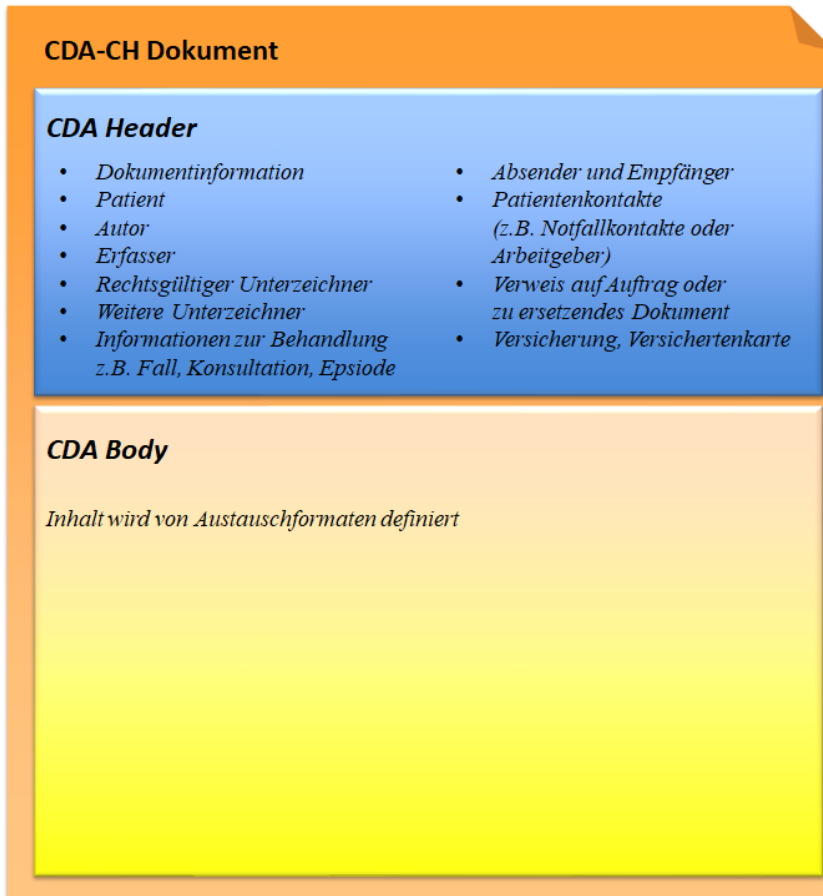 CDA-CH Dokument
CDA Header
• Dokumentinformation
• Patient
• Autor
• Erfasser
• Rechtsgültiger Unterzeichner
• Weitere Unterzeichner
• Informationen zur Behandlung
z.B. Fall, Konsultation, Epsiode
• Absender und Empfänger
• Patientenkontakte
(z.B. Notfallkontakte oder
Arbeitgeber)
• Verweis auf Auftrag oder
zu ersetzendes Dokument
• Versicherung, Versichertenkarte
CDA Body
Inhalt wird von Austauschformaten definiert